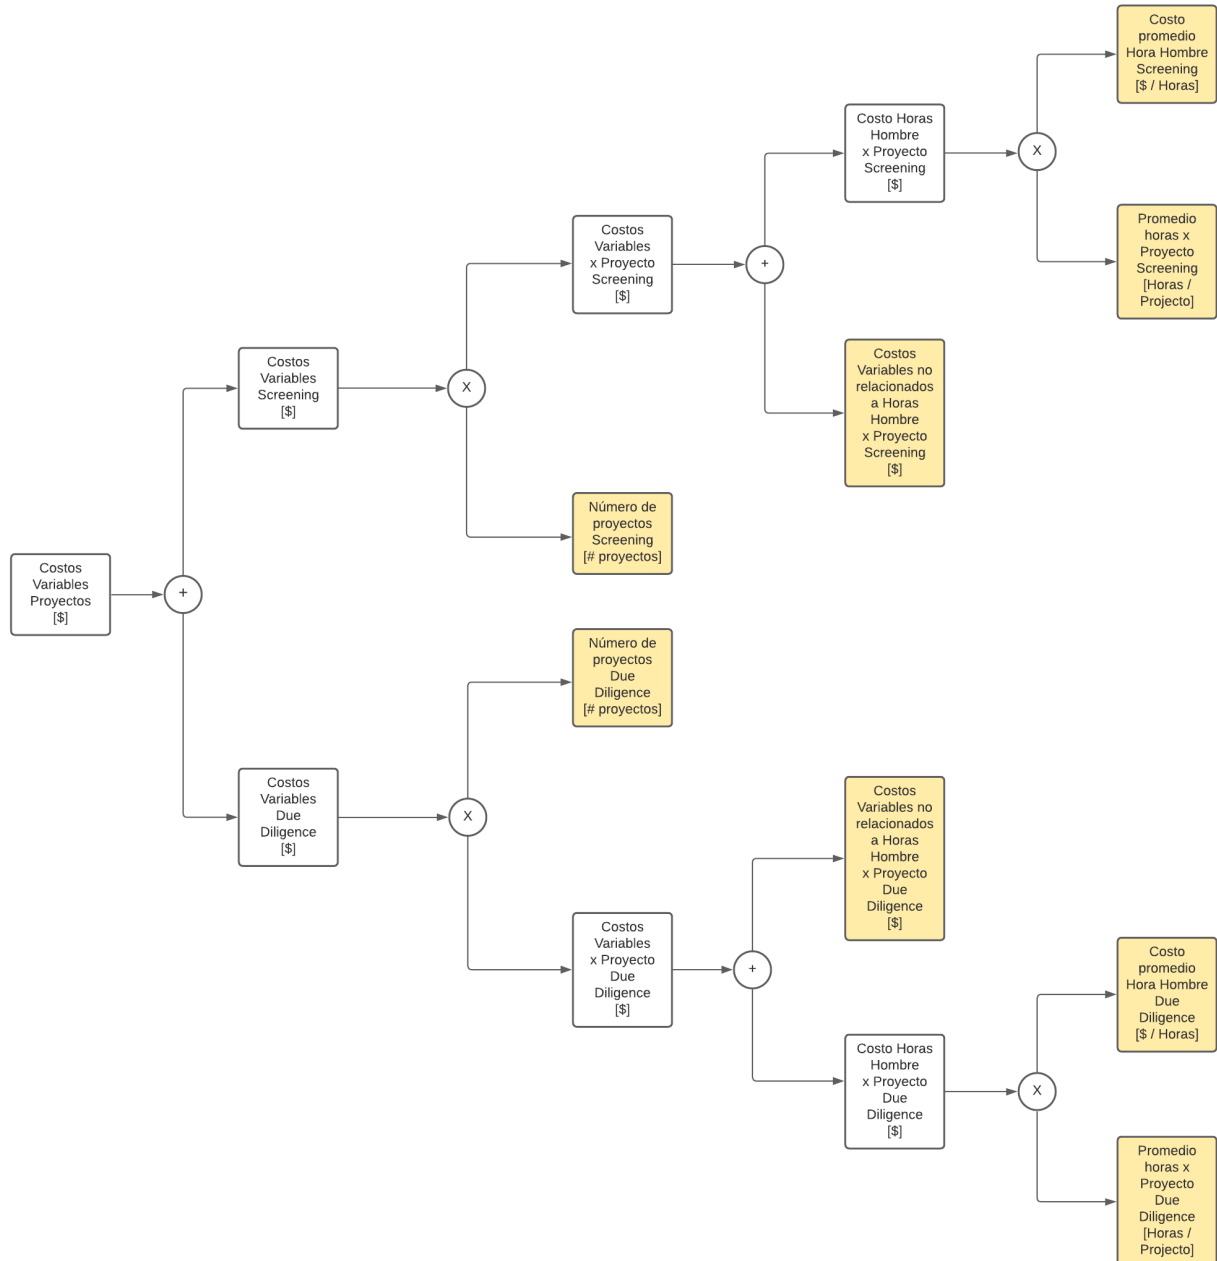 Costo
promedio
Hora Hombre
Screening
[$ / Horas]
Costo Horas
Hombre
x Proyecto
Screening
[$]
X
Promedio
horas x
Proyecto
Screening
[Horas /
Projecto]
Costos
Variables
x Proyecto
Screening
[$]
+
Costos
Variables no
relacionados
a Horas
Hombre
x Proyecto
Screening
[$]
Costos
Variables
Screening
[$]
X
Número de
proyectos
Screening
[# proyectos]
Costos
Variables
Proyectos
[$]
+
Número de
proyectos
Due
Diligence
[# proyectos]
Costos
Variables
Due
Diligence
[$]
X
Costos
Variables no
relacionados
a Horas
Hombre
x Proyecto
Due
Diligence
[$]
Costos
Variables
x Proyecto
Due
Diligence
[$]
+
Costo
promedio
Hora Hombre
Due
Diligence
[$ / Horas]
Costo Horas
Hombre
x Proyecto
Due
Diligence
[$]
X
Promedio
horas x
Proyecto
Due
Diligence
[Horas /
Projecto]